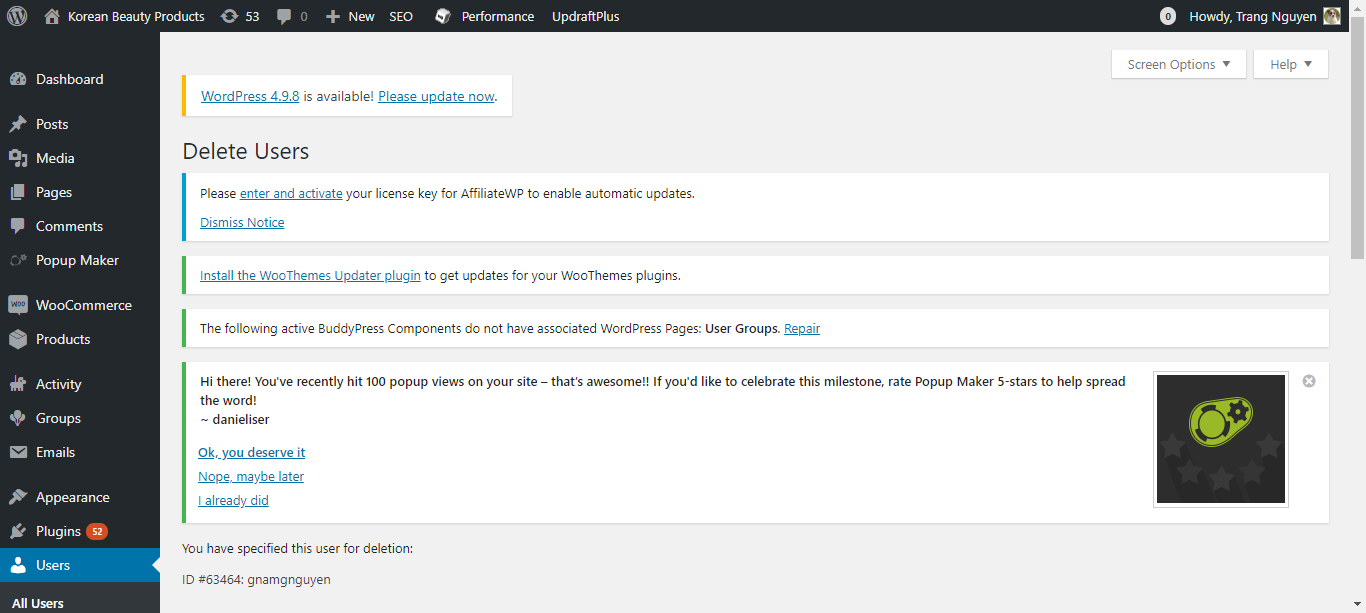 Korean Beauty Products 53 0 New SEO Performance UpdraftPlus 0 Howdy, Trang Nguyen
Screen Options Help
Dashboard
Posts
Media
Pages
Comments
Popup Maker
WOO WooCommerce
Products
Activity
Groups
Emails
Appearance
Plugins 52
Users
All Users
WordPress 4.9.8 is available! Please update now.
Delete Users
Please enter and activate your license key for AffiliateWP to enable automatic updates.
Dismiss Notice
Install the WooThemes Updater plugin to get updates for your WooThemes plugins.
The following active BuddyPress Components do not have associated WordPress Pages: User Groups. Repair
Hi there! You've recently hit 100 popup views on your site – that’s awesome!! If you'd like to celebrate this milestone, rate Popup Maker 5-stars to help spread
the word!
~ danieliser
Ok, you deserve it
Nope, maybe later
I already did
You have specified this user for deletion:
ID #63464: gnamgnguyen